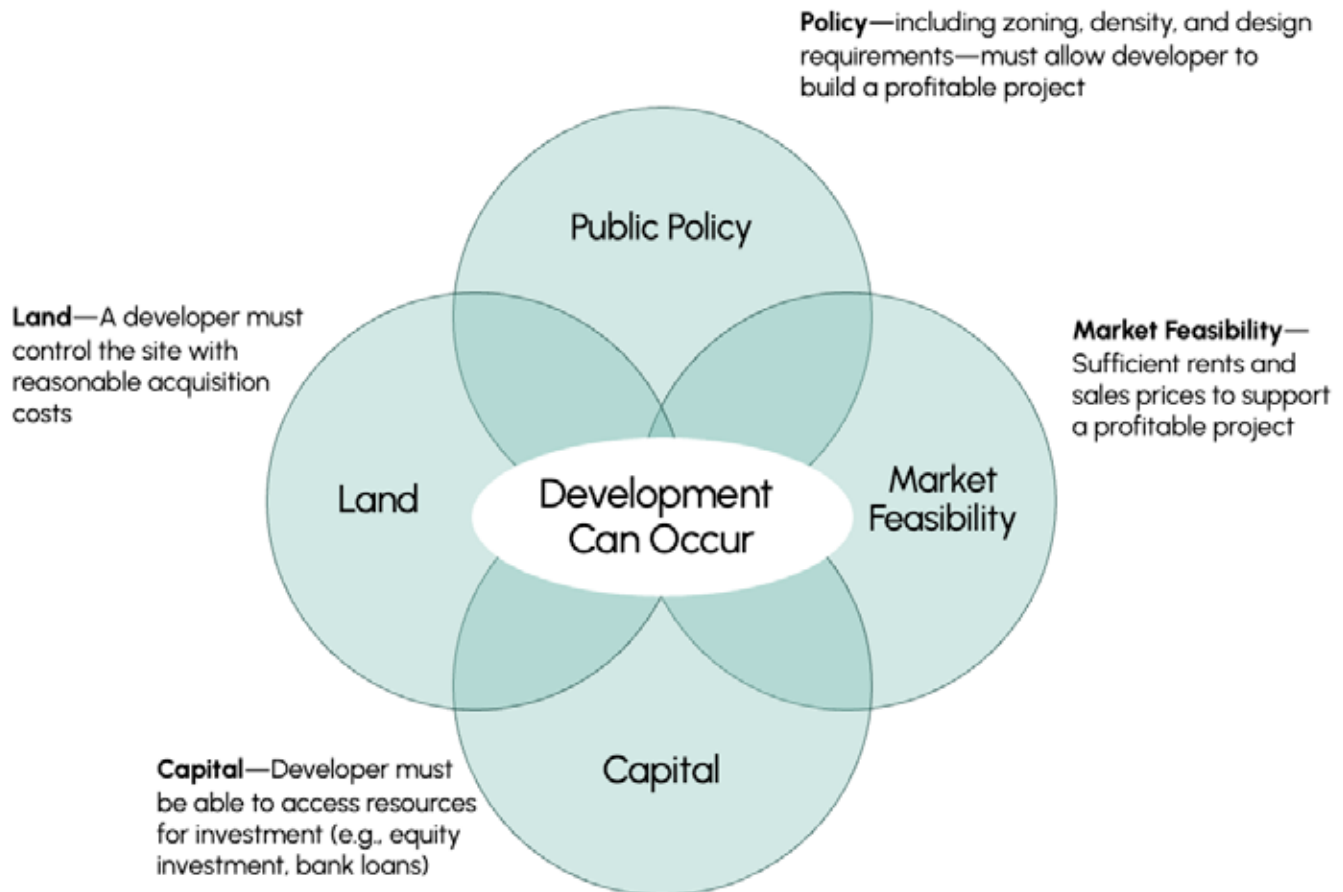 Policy—including zoning, density, and design
requirements—must allow developer to
build a profitable project
Public Policy
Land—A developer must
control the site with
reasonable acquisition
costs
Market Feasibility—
Sufficient rents and
sales prices to support
a profitable project
Land
Development
Can Occur
Market
Feasibility
Capital
Capital—Developer must
be able to access resources
for investment (e.g., equity
investment, bank loans)